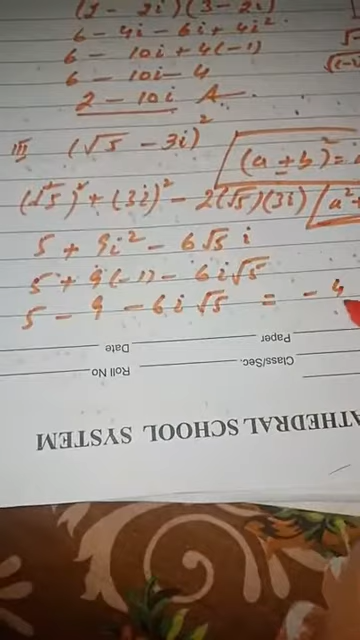 (3 - 2i)(3 - 2i)
6 - 4i - 6i + 4i².
6 - 10i + 4(-1)
6 - 10i - 4
2 - 10i A
III (√5 - 3i)²
(a ± b)² =
(√5)² + (3i)² - 2(√5)(3i) (a² +
5 + 9i² - 6√5 i
5 + 9(-1) - 6i√5
5 - 9 - 6i√5 = - 4
Paper
Date
Class/Sec.
Roll No
ATHEDRAL SCHOOL SYSTEM